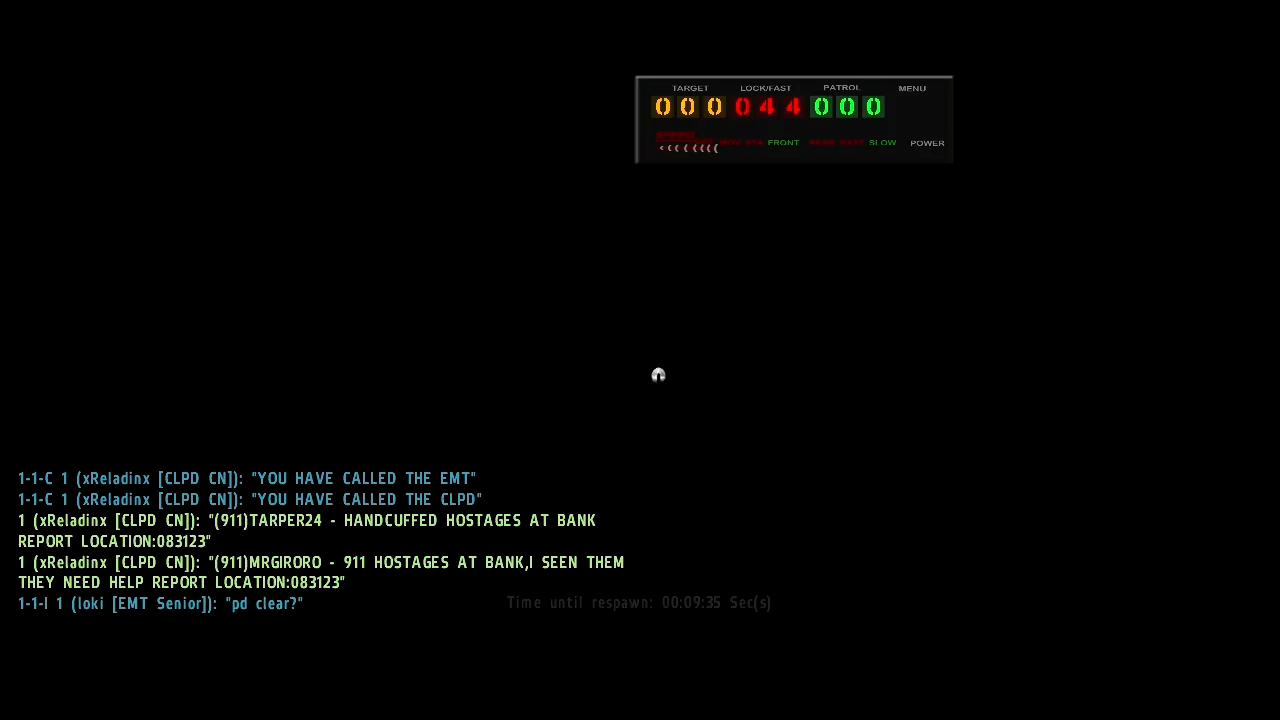 TARGET LOCK/FAST PATROL MENU
000 044 000
FRONT SLOW POWER
1-1-C 1 (xReladinx [CLPD CN]): "YOU HAVE CALLED THE EMT"
1-1-C 1 (xReladinx [CLPD CN]): "YOU HAVE CALLED THE CLPD"
1 (xReladinx [CLPD CN]): "(911)TARPER24 - HANDCUFFED HOSTAGES AT BANK
REPORT LOCATION:083123"
1 (xReladinx [CLPD CN]): "(911)MRGIRORO - 911 HOSTAGES AT BANK,I SEEN THEM
THEY NEED HELP REPORT LOCATION:083123"
1-1-I 1 (loki [EMT Senior]): "pd clear?"
Time until respawn: 00:09:35 Sec(s)